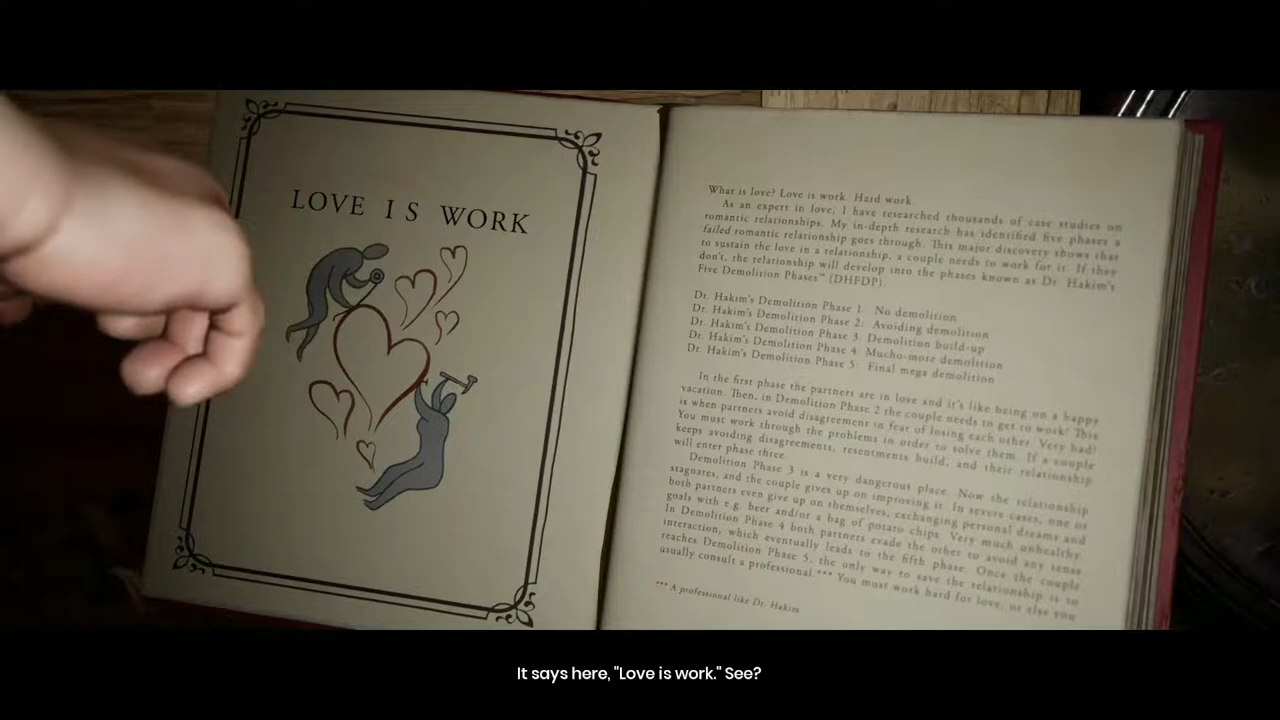 LOVE IS WORK
What is love? Love is work. Hard work.
As an expert in love, I have researched thousands of case studies on
romantic relationships. My in-depth research has identified five phases a
failed romantic relationship goes through. This major discovery shows that
to sustain the love in a relationship, a couple needs to work for it. If they
don't, the relationship will develop into the phases known as Dr. Hakim's
Five Demolition Phases™ (DHFDP).
Dr. Hakim's Demolition Phase 1: No demolition
Dr. Hakim's Demolition Phase 2: Avoiding demolition
Dr. Hakim's Demolition Phase 3: Demolition build-up
Dr. Hakim's Demolition Phase 4: Mucho-more demolition
Dr. Hakim's Demolition Phase 5: Final mega demolition
In the first phase the partners are in love and it's like being on a happy
vacation. Then, in Demolition Phase 2 the couple needs to get to work! This
is when partners avoid disagreement in fear of losing each other. Very bad!
You must work through the problems in order to solve them. If a couple
keeps avoiding disagreements, resentments build, and their relationship
will enter phase three.
Demolition Phase 3 is a very dangerous place. Now the relationship
stagnates, and the couple gives up on improving it. In severe cases, one or
both partners even give up on themselves, exchanging personal dreams and
goals with e.g. beer and/or a bag of potato chips. Very much unhealthy.
In Demolition Phase 4 both partners evade the other to avoid any tense
interaction, which eventually leads to the fifth phase. Once the couple
reaches Demolition Phase 5, the only way to save the relationship is to
usually consult a professional.*** You must work hard for love, or else you
*** A professional like Dr. Hakim
It says here, "Love is work." See?